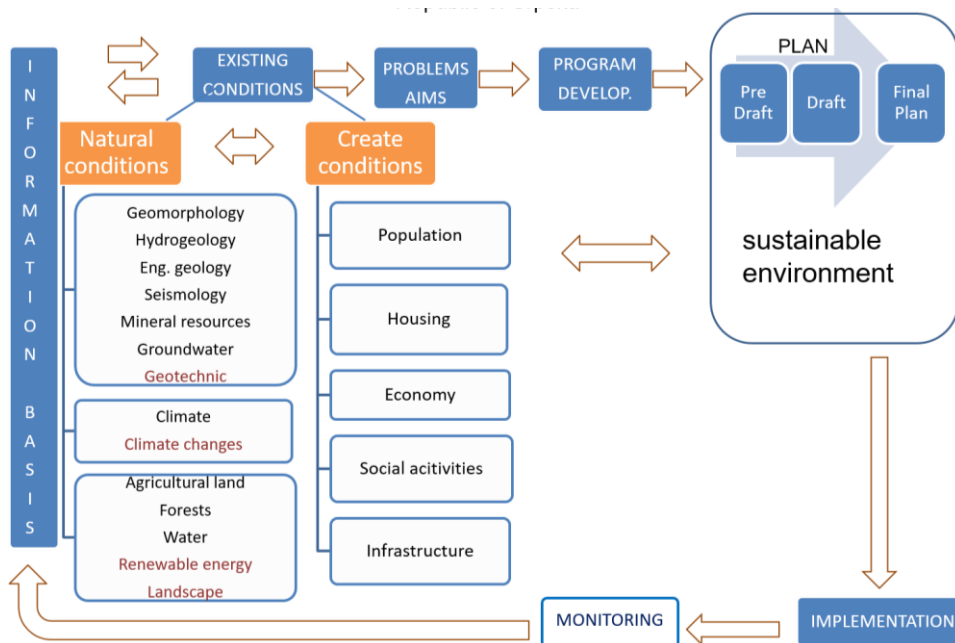 INFORMATION BASIS
EXISTING
CONDITIONS
PROBLEMS
AIMS
PROGRAM
DEVELOP.
PLAN
Pre
Draft
Draft
Final
Plan
sustainable
environment
Natural
conditions
Create
conditions
Geomorphology
Hydrogeology
Eng. geology
Seismology
Mineral resources
Groundwater
Geotechnic
Climate
Climate changes
Agricultural land
Forests
Water
Renewable energy
Landscape
Population
Housing
Economy
Social acitivities
Infrastructure
MONITORING
IMPLEMENTATION